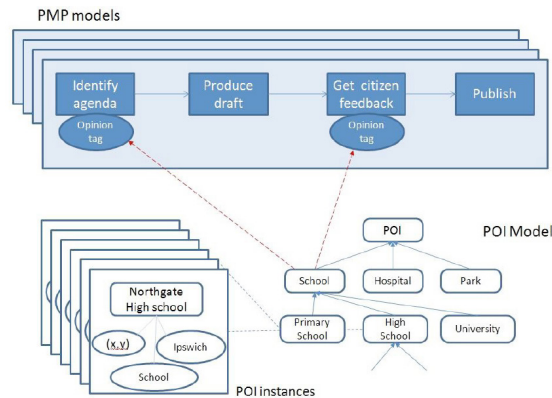 PMP models
Identify
agenda
Opinion
tag
Produce
draft
Get citizen
feedback
Opinion
tag
Publish
POI Model
POI
School
Hospital
Park
Primary
School
High
School
University
Northgate
High school
(x,y)
Ipswich
School
POI instances